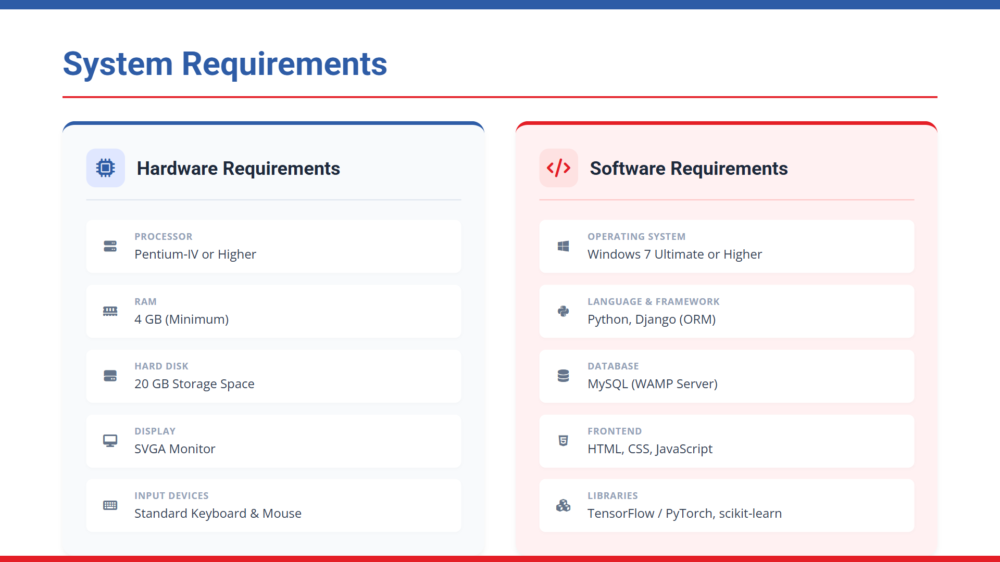 System Requirements
Hardware Requirements
PROCESSOR
Pentium-IV or Higher
RAM
4 GB (Minimum)
HARD DISK
20 GB Storage Space
DISPLAY
SVGA Monitor
INPUT DEVICES
Standard Keyboard & Mouse
Software Requirements
OPERATING SYSTEM
Windows 7 Ultimate or Higher
LANGUAGE & FRAMEWORK
Python, Django (ORM)
DATABASE
MySQL (WAMP Server)
FRONTEND
HTML, CSS, JavaScript
LIBRARIES
TensorFlow / PyTorch, scikit-learn